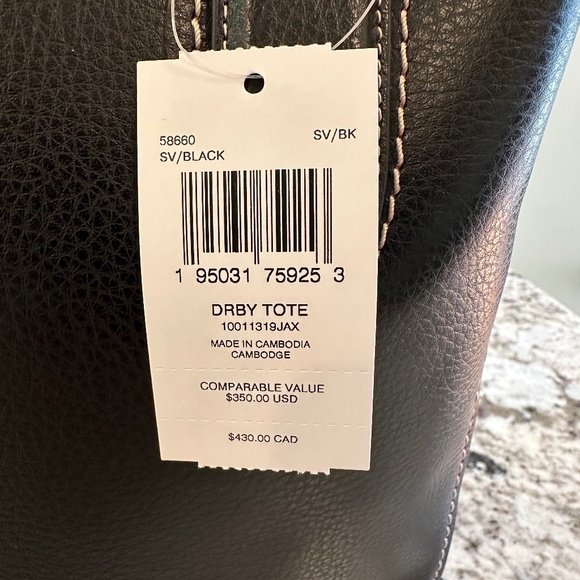 58660 SV/BK
SV/BLACK
1 95031 75925 3
DRBY TOTE
10011319JAX
MADE IN CAMBODIA
CAMBODGE
COMPARABLE VALUE
$350.00 USD
$430.00 CAD